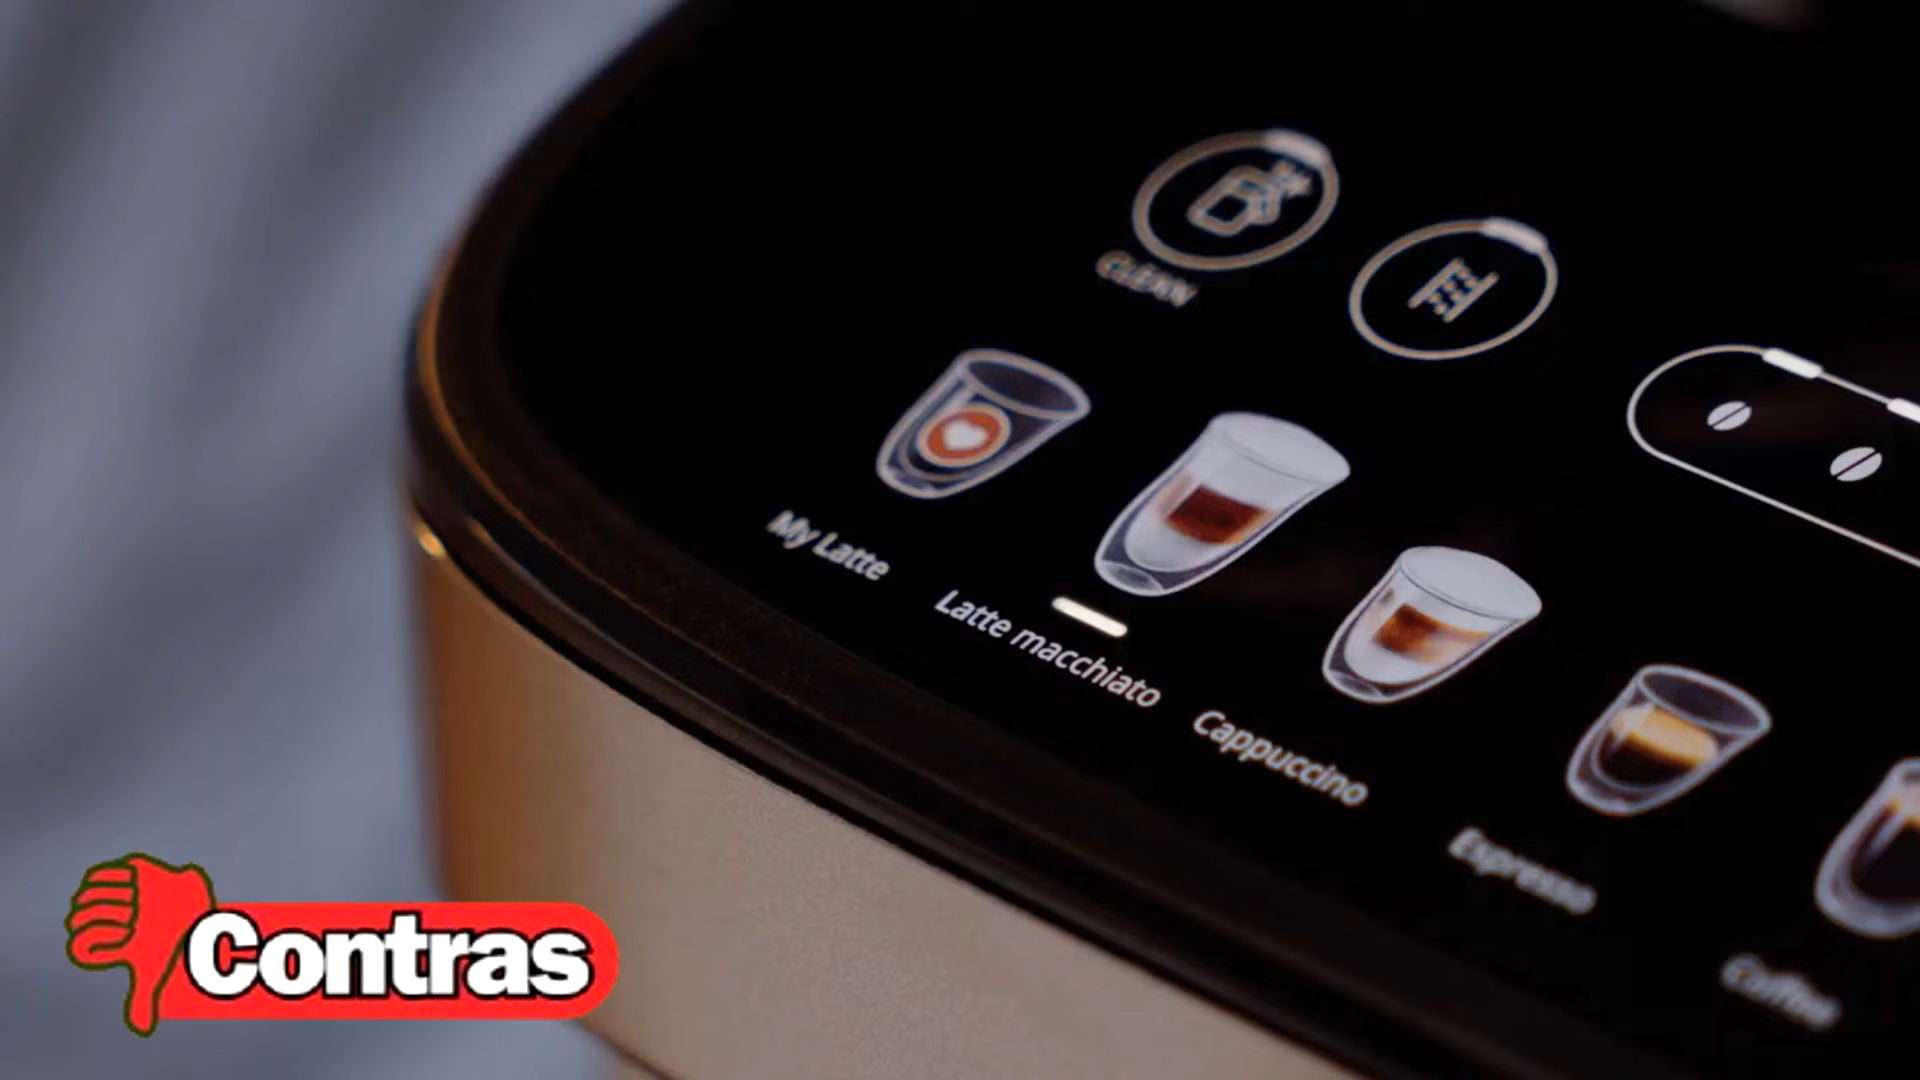 CLEAN
My Latte
Latte macchiato
Cappuccino
Espresso
Coffee
Contras